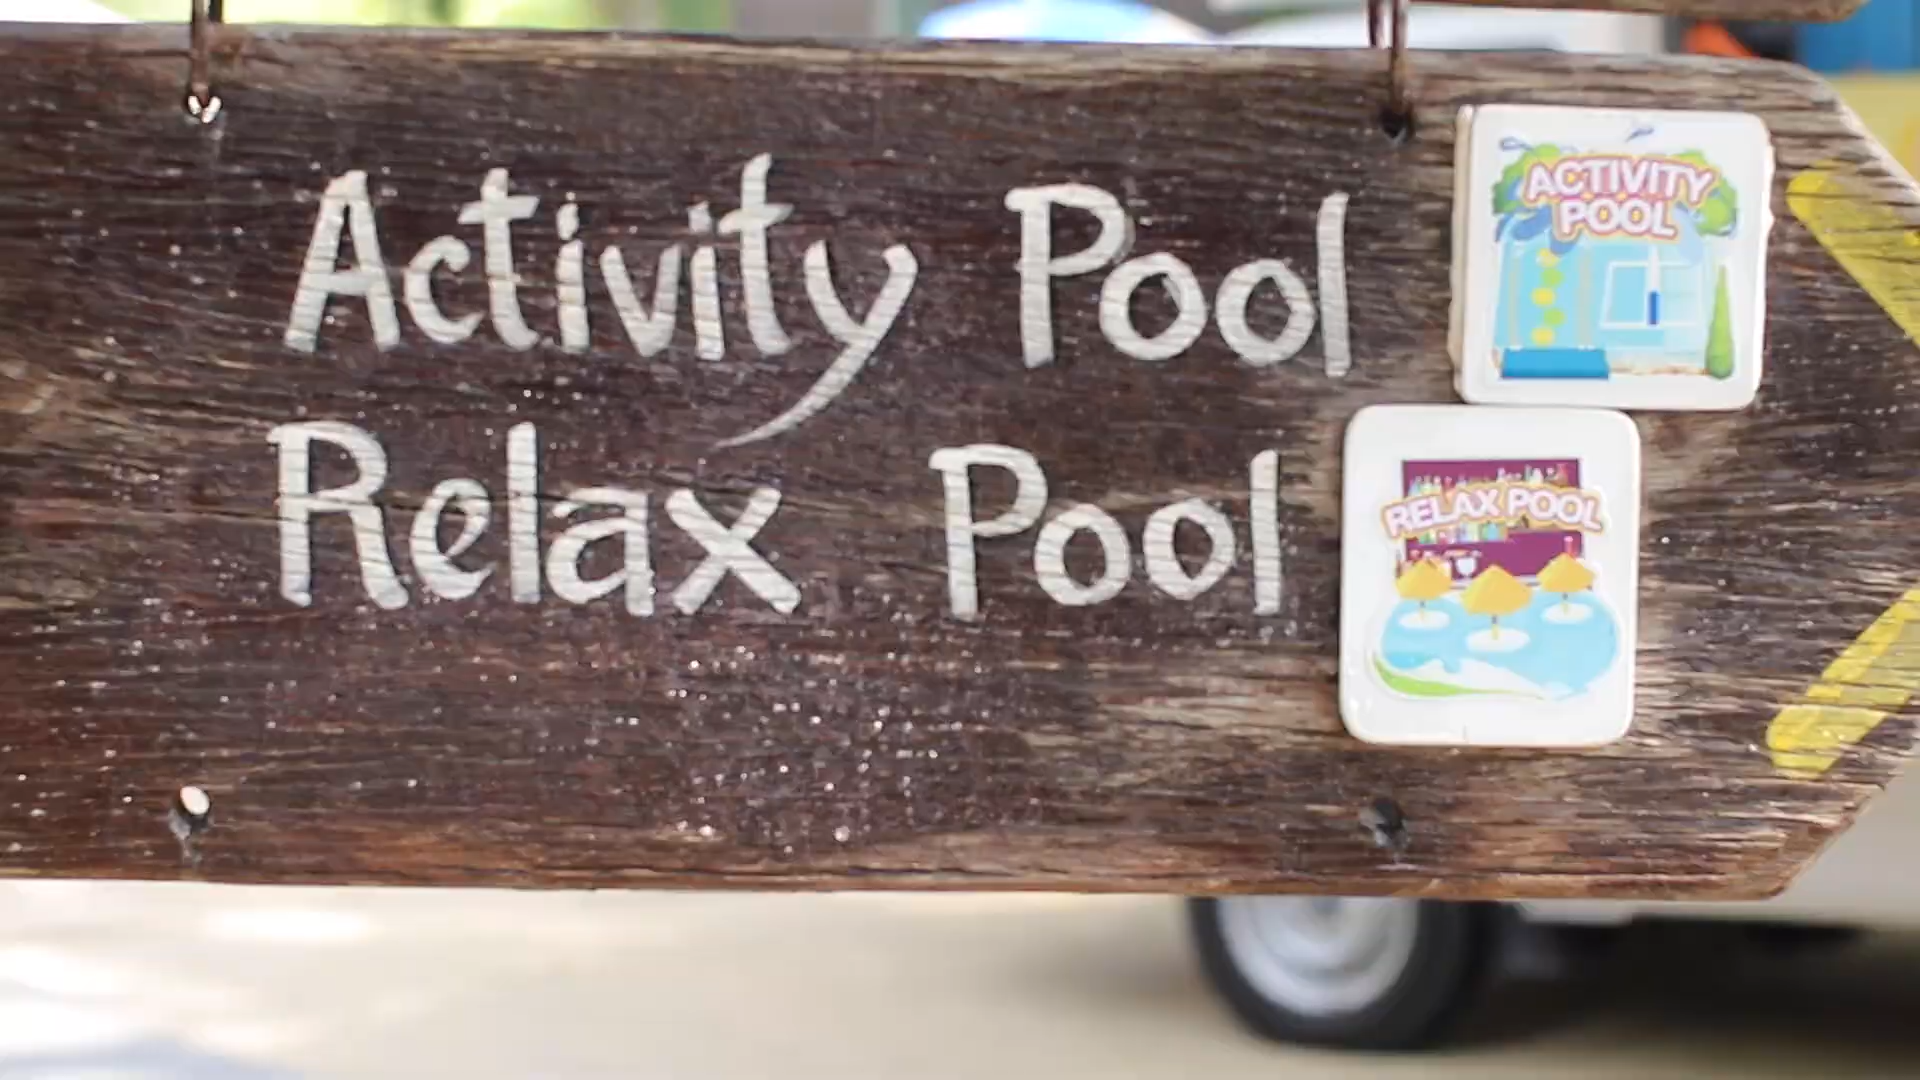 Activity Pool
ACTIVITY
POOL
Relax Pool
RELAX POOL